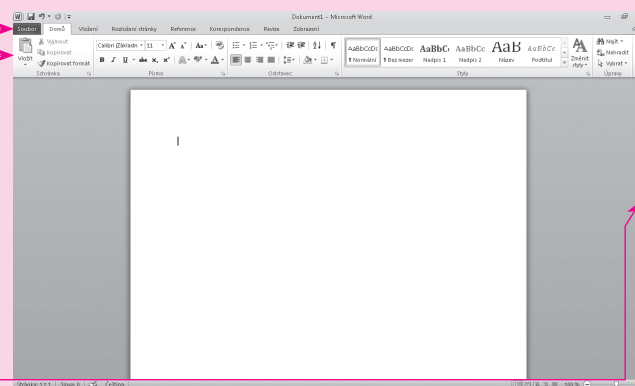 Dokument1 - Microsoft Word
Soubor Domů Vložení Rozložení stránky Reference Korespondence Revize Zobrazení
Vložit
Vyjmout
Kopírovat
Kopírovat formát
Schránka
Calibri (Základn 11
Písmo
Odstavec
AaBbCcDc AaBbCcDc AaBbC AaBbCc AaB AaBbCc.
¶ Normální ¶ Bez mezer Nadpis 1 Nadpis 2 Název Podtitul
Změnit styly
Styly
Najít
Nahradit
Vybrat
Úpravy
Stránka: 1 z 1 Slova: 0 Čeština 100 %